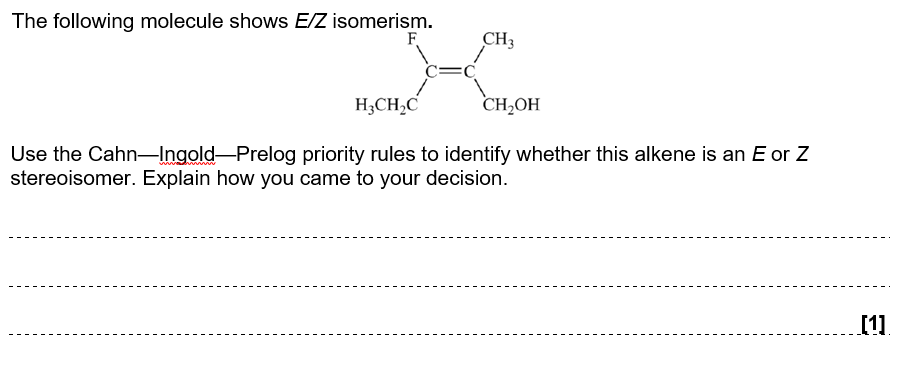 The following molecule shows E/Z isomerism.
F CH₃
C=C
H₃CH₂C CH₂OH
Use the Cahn—Ingold—Prelog priority rules to identify whether this alkene is an E or Z
stereoisomer. Explain how you came to your decision.
[1]